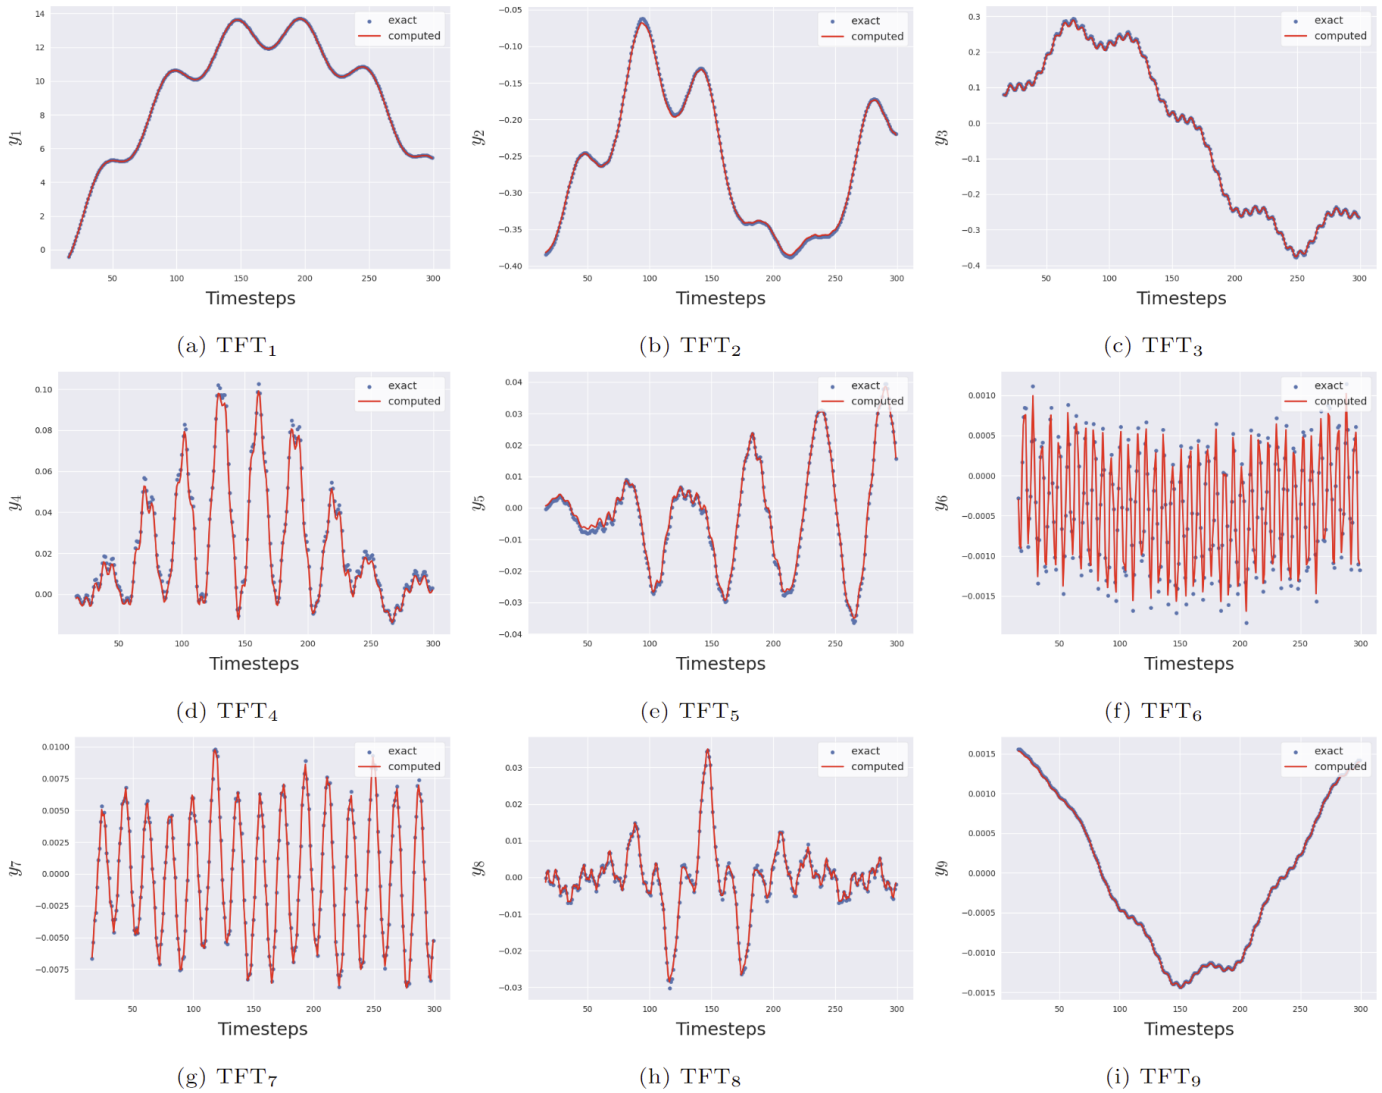 exact
computed
14
12
10
8
6
4
2
0
y1
50 100 150 200 250 300
Timesteps
(a) TFT1
exact
computed
−0.05
−0.10
−0.15
−0.20
−0.25
−0.30
−0.35
−0.40
y2
50 100 150 200 250 300
Timesteps
(b) TFT2
exact
computed
0.3
0.2
0.1
0.0
−0.1
−0.2
−0.3
−0.4
y3
50 100 150 200 250 300
Timesteps
(c) TFT3
exact
computed
0.10
0.08
0.06
0.04
0.02
0.00
y4
50 100 150 200 250 300
Timesteps
(d) TFT4
exact
computed
0.04
0.03
0.02
0.01
0.00
−0.01
−0.02
−0.03
−0.04
y5
50 100 150 200 250 300
Timesteps
(e) TFT5
exact
computed
0.0010
0.0005
0.0000
−0.0005
−0.0010
−0.0015
y6
50 100 150 200 250 300
Timesteps
(f) TFT6
exact
computed
0.0100
0.0075
0.0050
0.0025
0.0000
−0.0025
−0.0050
−0.0075
y7
50 100 150 200 250 300
Timesteps
(g) TFT7
exact
computed
0.03
0.02
0.01
0.00
−0.01
−0.02
−0.03
y8
50 100 150 200 250 300
Timesteps
(h) TFT8
exact
computed
0.0015
0.0010
0.0005
0.0000
−0.0005
−0.0010
−0.0015
y9
50 100 150 200 250 300
Timesteps
(i) TFT9